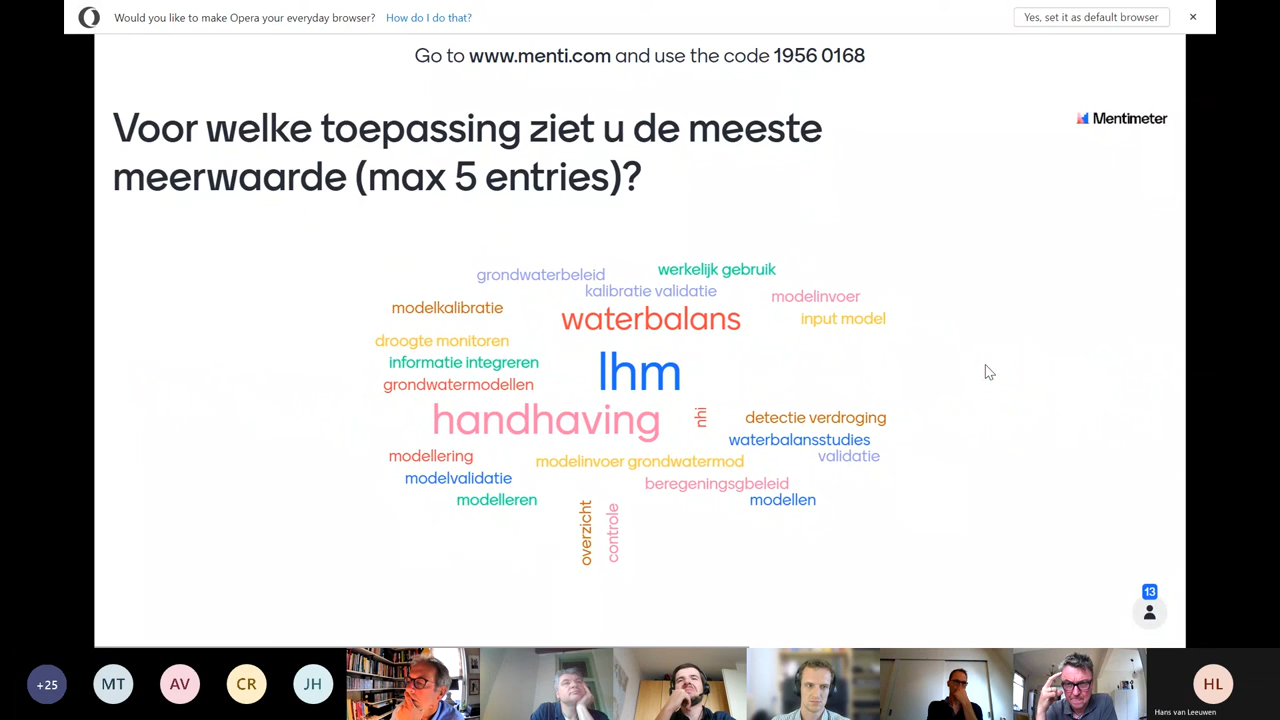 Would you like to make Opera your everyday browser? How do I do that? Yes, set it as default browser
Go to www.menti.com and use the code 1956 0168
Mentimeter
Voor welke toepassing ziet u de meeste
meerwaarde (max 5 entries)?
grondwaterbeleid
werkelijk gebruik
kalibratie validatie
modelinvoer
modelkalibratie
waterbalans
input model
droogte monitoren
informatie integreren
lhm
grondwatermodellen
handhaving
nhi
detectie verdroging
waterbalansstudies
modellering
modelinvoer grondwatermod
validatie
modelvalidatie
beregeningsgbeleid
modelleren
modellen
overzicht
controle
13
+25
MT
AV
CR
JH
HL
Hans van Leeuwen